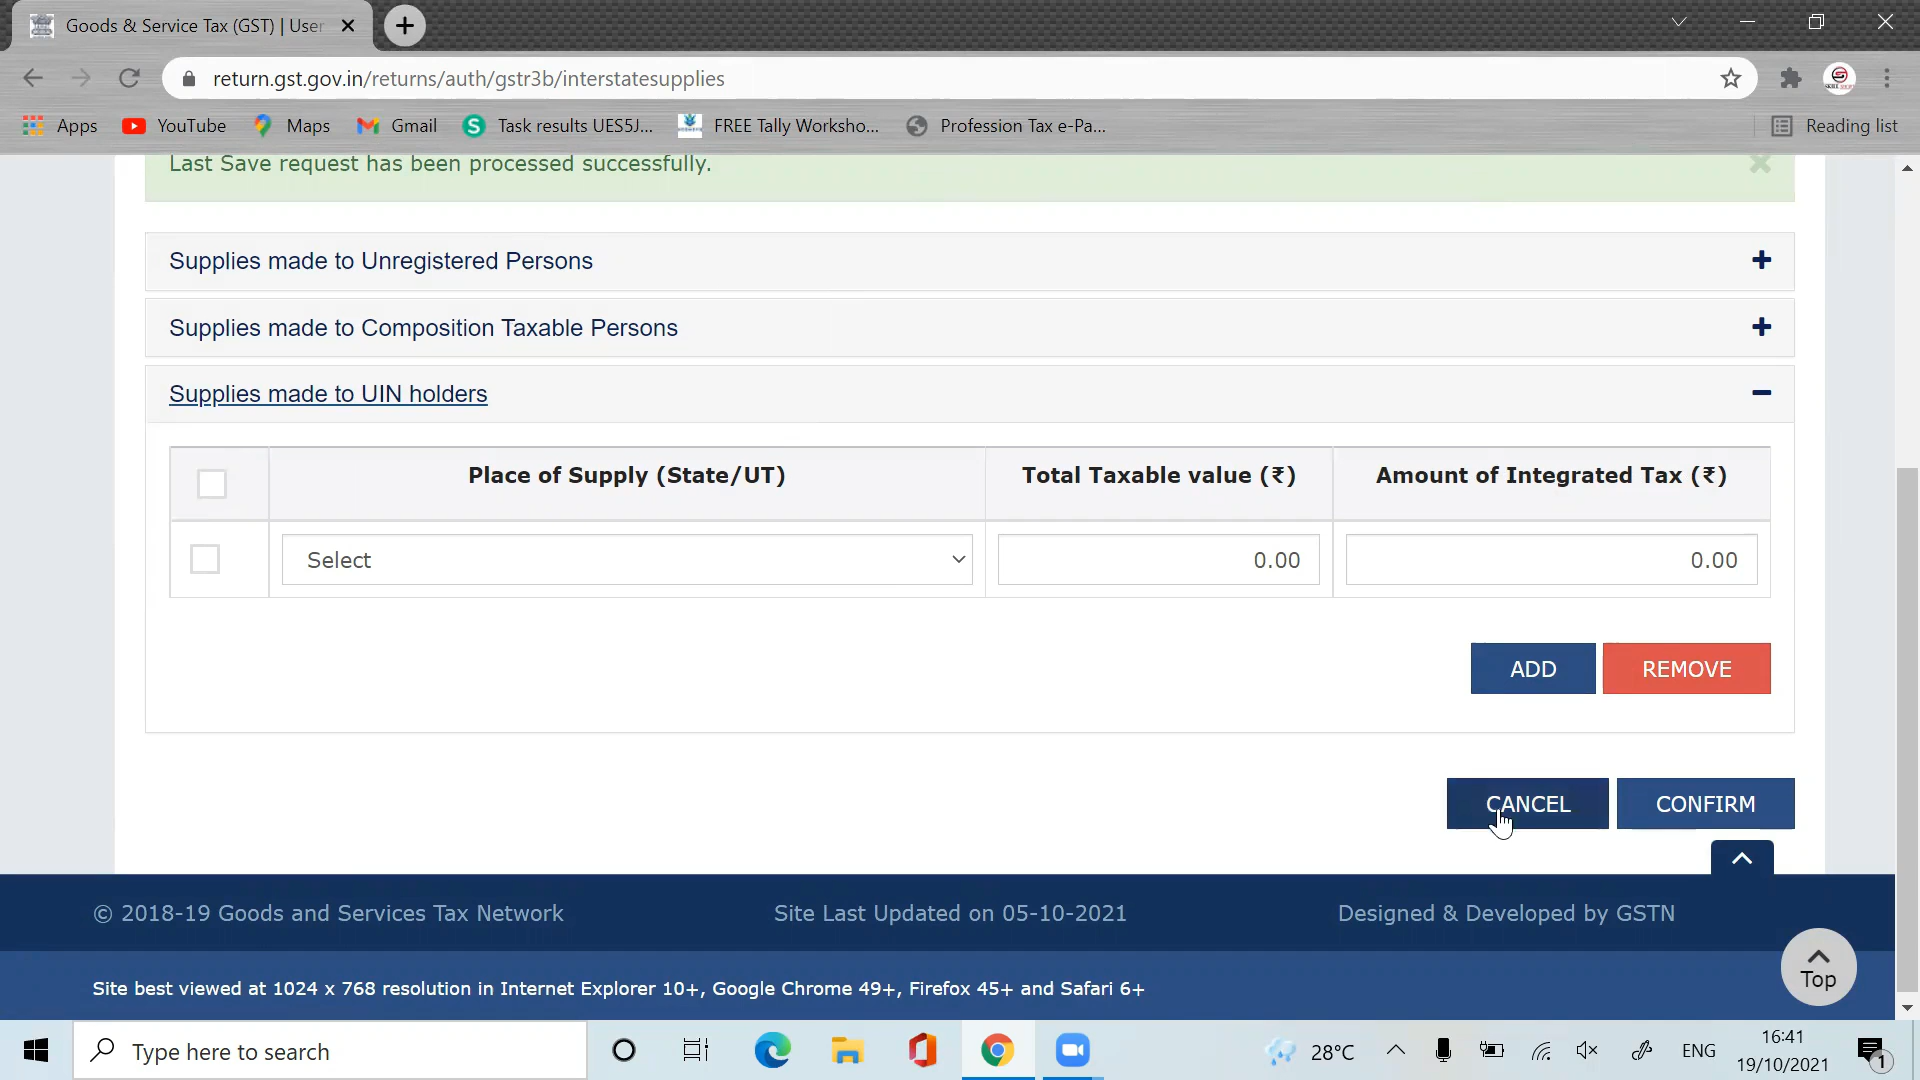 Goods & Service Tax (GST) | User
return.gst.gov.in/returns/auth/gstr3b/interstatesupplies
Apps YouTube Maps Gmail Task results UES5J... FREE Tally Worksho... Profession Tax e-Pa... Reading list
Last Save request has been processed successfully.
Supplies made to Unregistered Persons
Supplies made to Composition Taxable Persons
Supplies made to UIN holders
Place of Supply (State/UT) Total Taxable value (₹) Amount of Integrated Tax (₹)
Select 0.00 0.00
ADD REMOVE
CANCEL CONFIRM
© 2018-19 Goods and Services Tax Network Site Last Updated on 05-10-2021 Designed & Developed by GSTN
Top
Site best viewed at 1024 x 768 resolution in Internet Explorer 10+, Google Chrome 49+, Firefox 45+ and Safari 6+
Type here to search 28°C ENG 16:41
19/10/2021 1